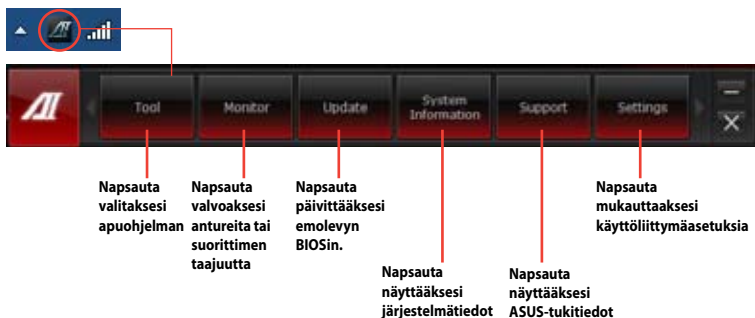 Tool
Monitor
Update
System
Information
Support
Settings
Napsauta
valitaksesi
apuohjelman
Napsauta
valvoaksesi
antureita tai
suorittimen
taajuutta
Napsauta
päivittääksesi
emolevyn
BIOSin.
Napsauta
näyttääksesi
järjestelmätiedot
Napsauta
näyttääksesi
ASUS-tukitiedot
Napsauta
mukauttaaksesi
käyttöliittymäasetuksia